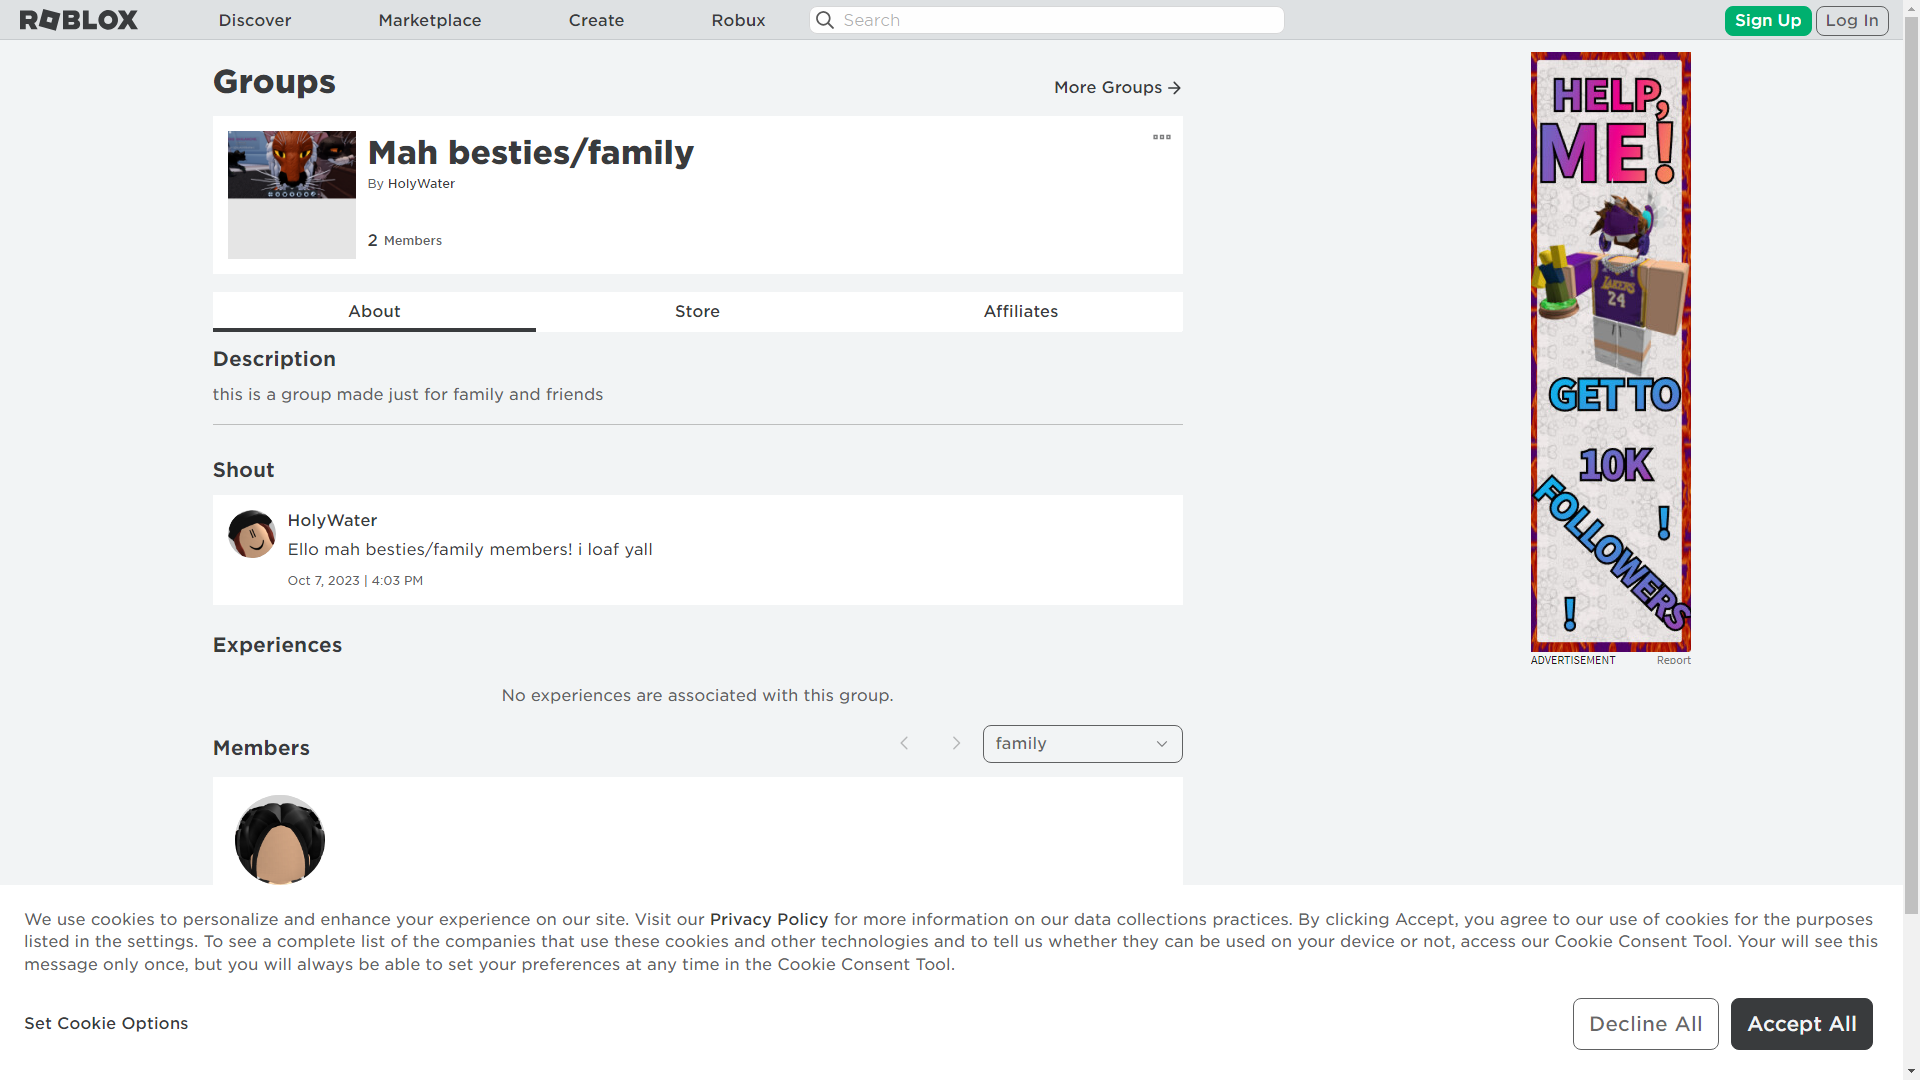 ROBLOX
Discover
Marketplace
Create
Robux
Search
Sign Up
Log In
Groups
More Groups
Mah besties/family
By HolyWater
2 Members
About
Store
Affiliates
Description
this is a group made just for family and friends
Shout
HolyWater
Ello mah besties/family members! i loaf yall
Oct 7, 2023 | 4:03 PM
Experiences
No experiences are associated with this group.
Members
family
HELP,
ME!
LAKERS
24
GET TO
10K
FOLLOWERS
!
!
ADVERTISEMENT
Report
We use cookies to personalize and enhance your experience on our site. Visit our Privacy Policy for more information on our data collections practices. By clicking Accept, you agree to our use of cookies for the purposes
listed in the settings. To see a complete list of the companies that use these cookies and other technologies and to tell us whether they can be used on your device or not, access our Cookie Consent Tool. Your will see this
message only once, but you will always be able to set your preferences at any time in the Cookie Consent Tool.
Set Cookie Options
Decline All
Accept All